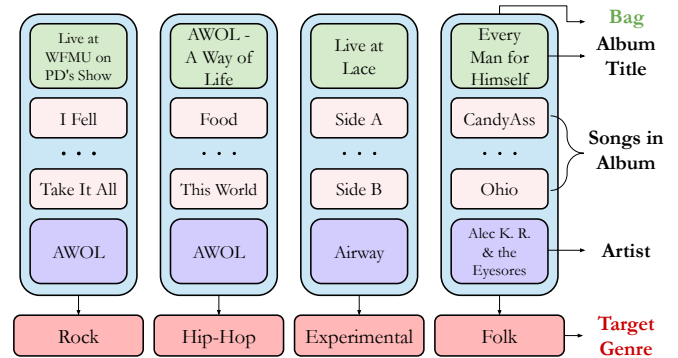 Live at
WFMU on
PD's Show
I Fell
. . .
Take It All
AWOL
Rock
AWOL -
A Way of
Life
Food
. . .
This World
AWOL
Hip-Hop
Live at
Lace
Side A
. . .
Side B
Airway
Experimental
Every
Man for
Himself
CandyAss
. . .
Ohio
Alec K. R.
& the
Eyesores
Folk
Bag
Album
Title
Songs in
Album
Artist
Target
Genre